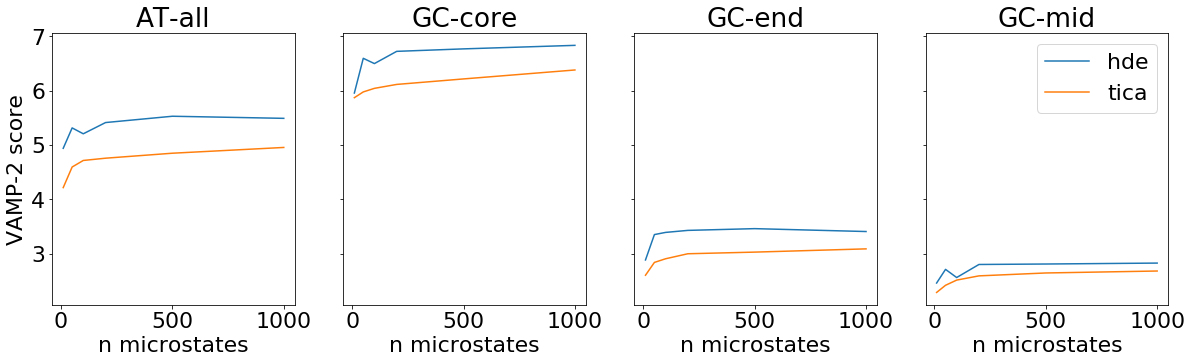 AT-all
GC-core
GC-end
GC-mid
VAMP-2 score
7
6
5
4
3
hde
tica
0 500 1000
0 500 1000
0 500 1000
0 500 1000
n microstates
n microstates
n microstates
n microstates